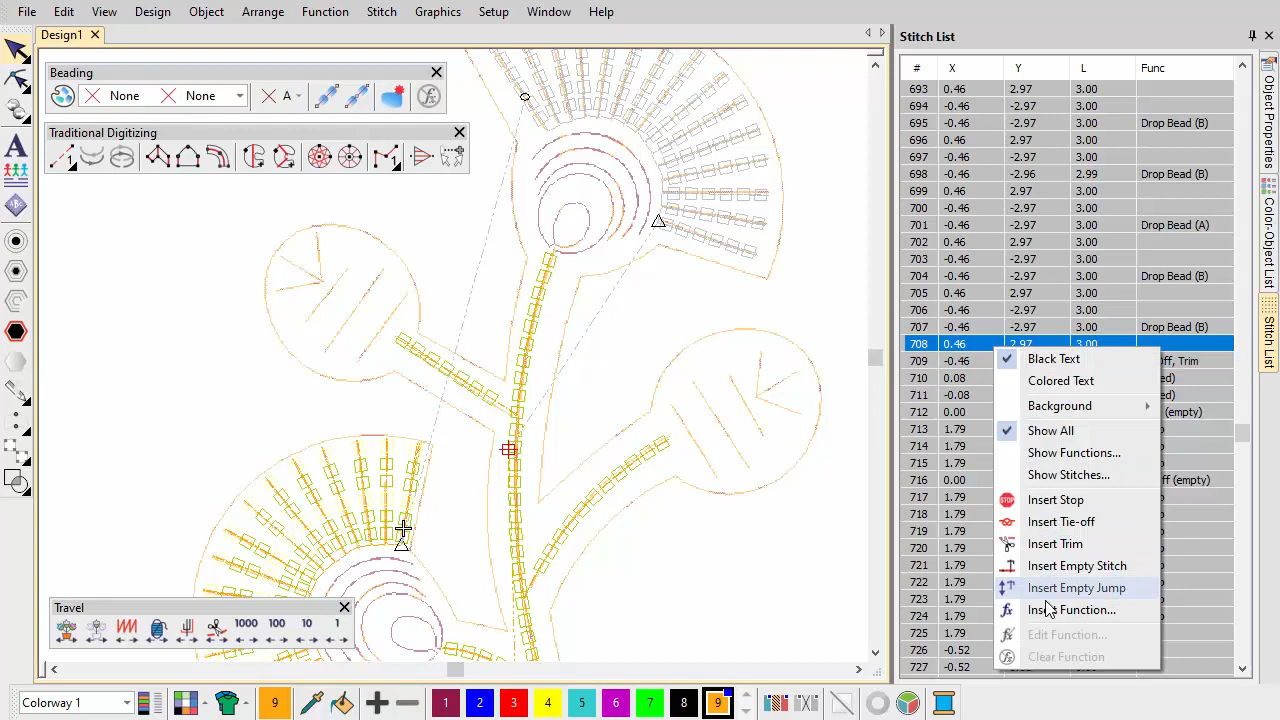 File Edit View Design Object Arrange Function Stitch Graphics Setup Window Help
Design1
Stitch List
Beading
None None A
Traditional Digitizing
# X Y L Func
693 0.46 2.97 3.00
694 -0.46 -2.97 3.00
695 -0.46 -2.97 3.00 Drop Bead (B)
696 0.46 2.97 3.00
697 -0.46 -2.97 3.00
698 -0.46 -2.96 2.99 Drop Bead (B)
699 0.46 2.97 3.00
700 -0.46 -2.97 3.00
701 -0.46 -2.97 3.00 Drop Bead (A)
702 0.46 2.97 3.00
703 -0.46 -2.97 3.00
704 -0.46 -2.97 3.00 Drop Bead (B)
705 0.46 2.97 3.00
706 -0.46 -2.97 3.00
707 -0.46 -2.97 3.00 Drop Bead (B)
708 0.46 2.97 3.00
709 -0.46 off, Trim
710 0.08
711 -0.08
712 0.00 (empty)
713 1.79
714 1.79
715 1.79
716 0.00 (empty)
717 1.79
718 1.79
719 1.79
720 1.79
721 1.79
722 1.79
723 1.79
724 1.79
725 1.79
726 -0.52
727 -0.52
Black Text
Colored Text
Background
Show All
Show Functions...
Show Stitches...
Insert Stop
STOP
Insert Tie-off
Insert Trim
Insert Empty Stitch
Insert Empty Jump
Insert Function...
Edit Function...
Clear Function
Object Properties
Color-Object List
Stitch List
Travel
1000 100 10 1
Colorway 1
9
1 2 3 4 5 6 7 8 9